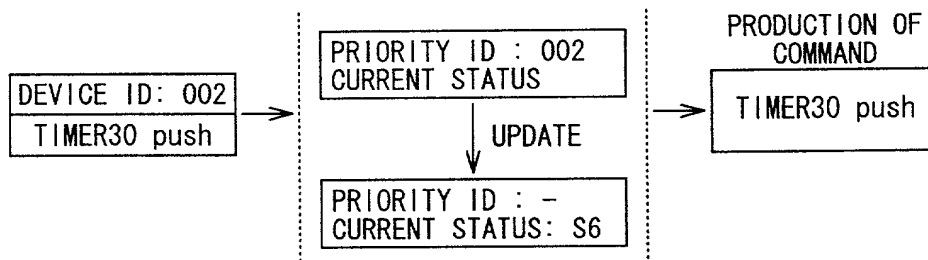 DEVICE ID: 002
TIMER30 push
PRIORITY ID : 002
CURRENT STATUS
UPDATE
PRIORITY ID : -
CURRENT STATUS: S6
PRODUCTION OF
COMMAND
TIMER30 push